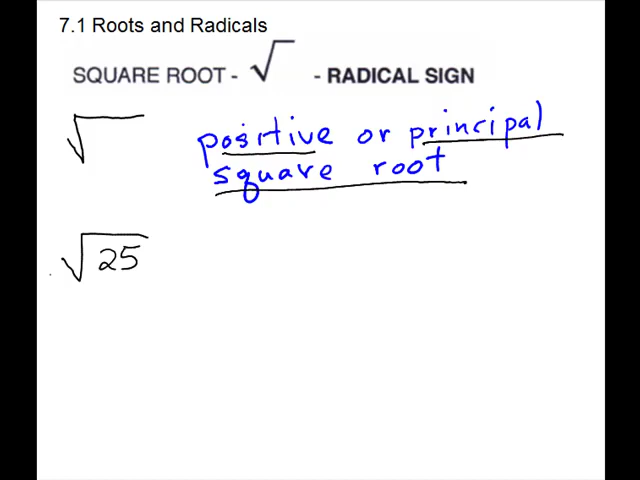 7.1 Roots and Radicals
SQUARE ROOT - √ - RADICAL SIGN
√ positive or principal
square root
√25